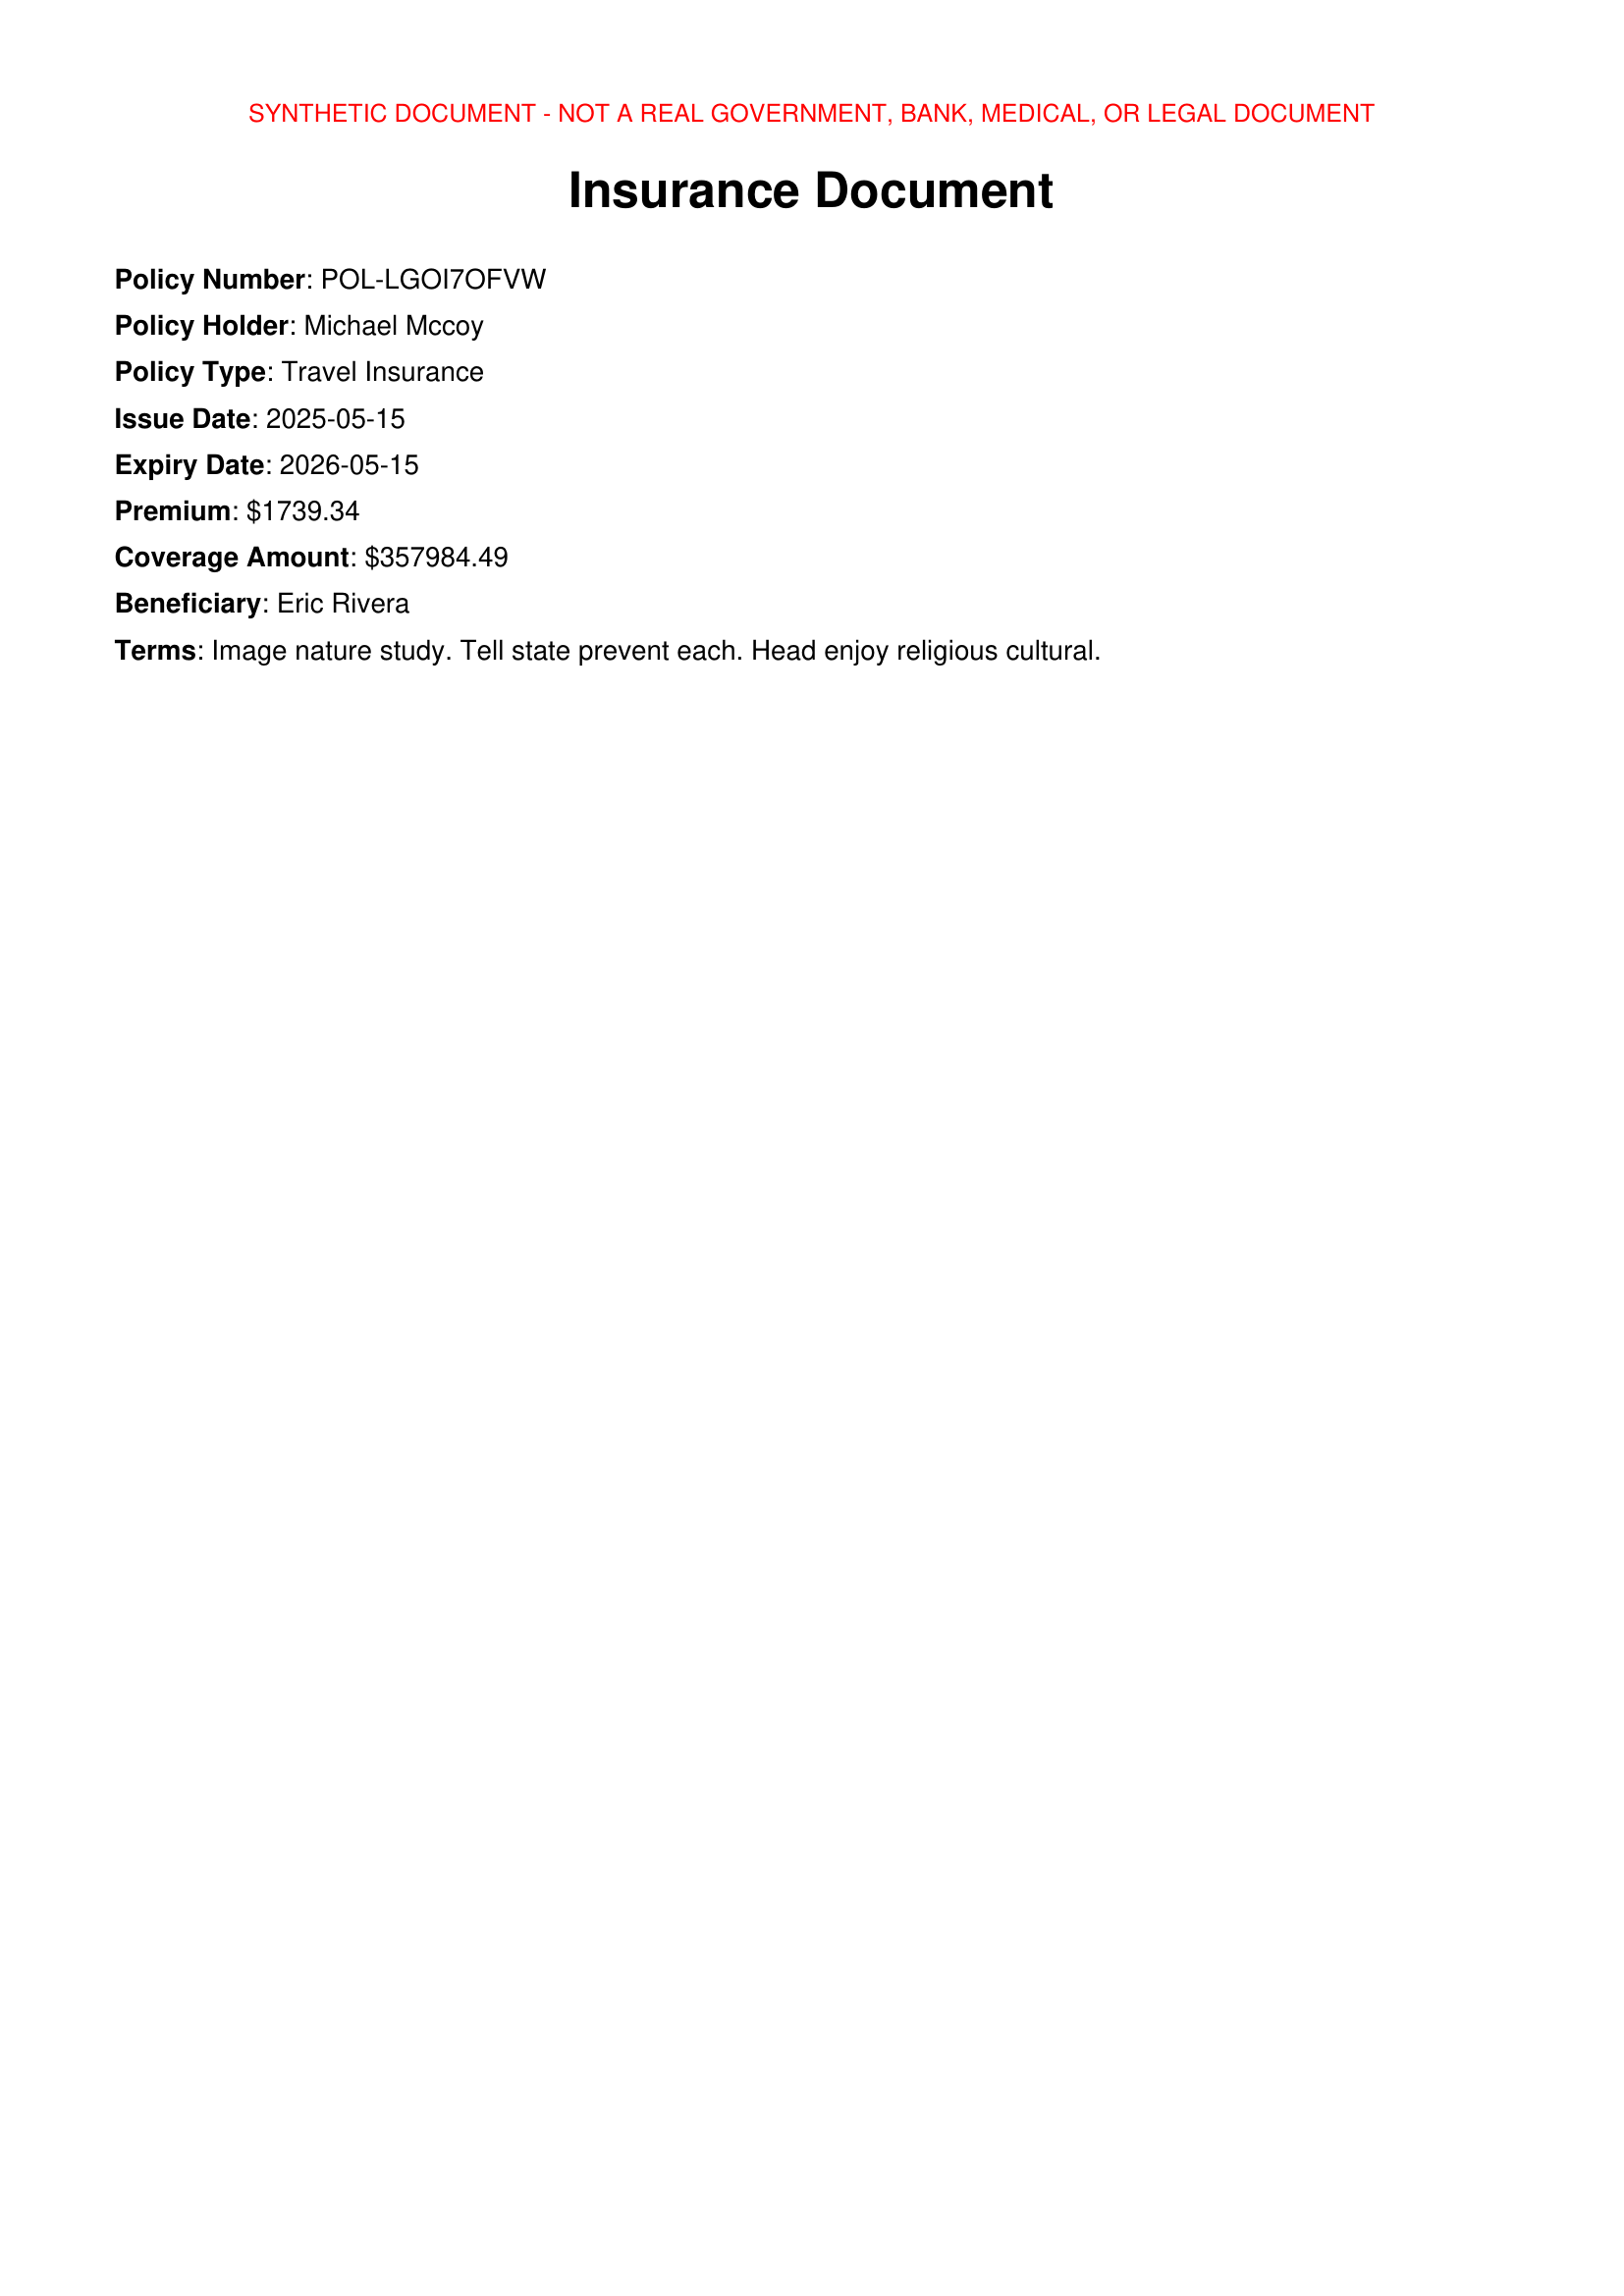 SYNTHETIC DOCUMENT - NOT A REAL GOVERNMENT, BANK, MEDICAL, OR LEGAL DOCUMENT
Insurance Document
Policy Number: POL-LGOI7OFVW
Policy Holder: Michael Mccoy
Policy Type: Travel Insurance
Issue Date: 2025-05-15
Expiry Date: 2026-05-15
Premium: $1739.34
Coverage Amount: $357984.49
Beneficiary: Eric Rivera
Terms: Image nature study. Tell state prevent each. Head enjoy religious cultural.